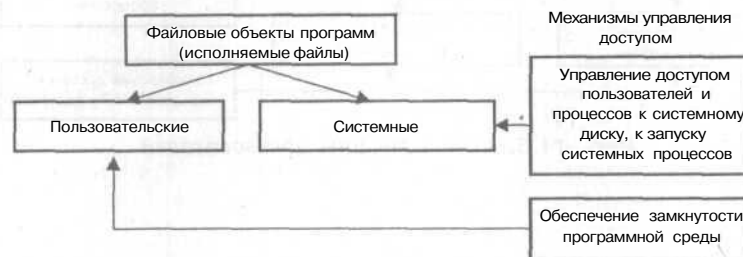 Файловые объекты программ
(исполняемые файлы)
Механизмы управления
доступом
Пользовательские
Системные
Управление доступом
пользователей и
процессов к системному
диску, к запуску
системных процессов
Обеспечение замкнутости
программной среды